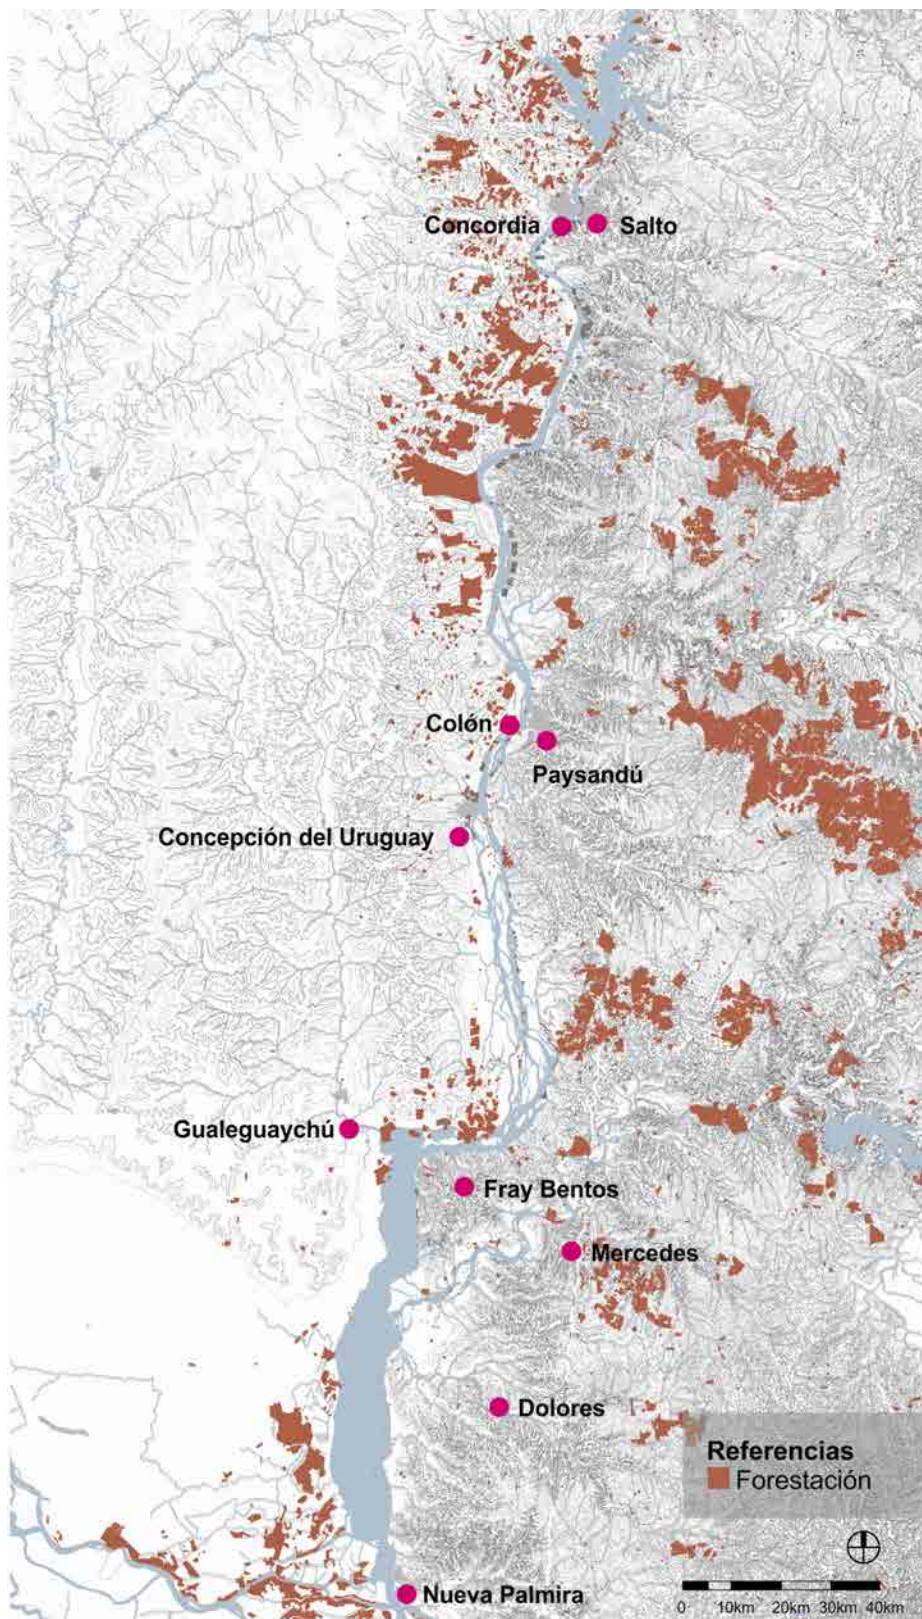 Concordia
Salto
Colón
Paysandú
Concepción del Uruguay
Gualeguaychú
Fray Bentos
Mercedes
Dolores
Referencias
Forestación
Nueva Palmira
0 10km 20km 30km 40km